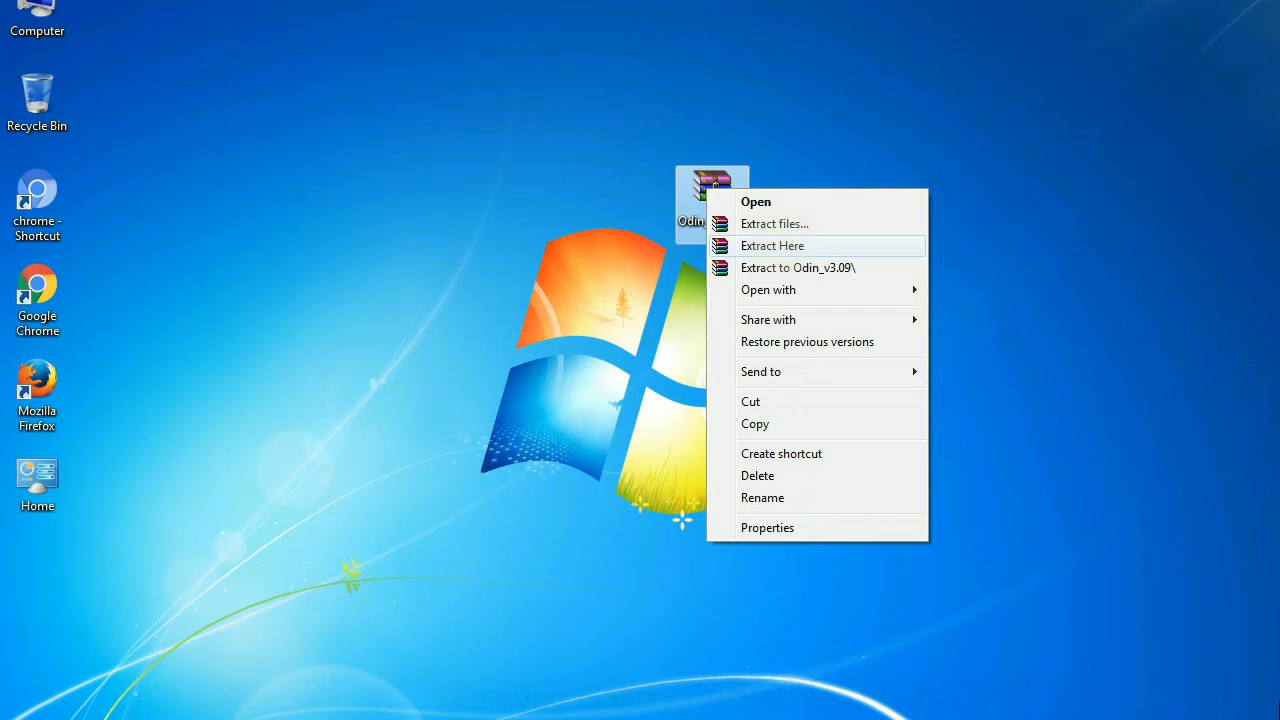 Computer
Recycle Bin
chrome -
Shortcut
Google
Chrome
Mozilla
Firefox
Home
Open
Extract files...
Extract Here
Extract to Odin_v3.09\
Open with
Share with
Restore previous versions
Send to
Cut
Copy
Create shortcut
Delete
Rename
Properties